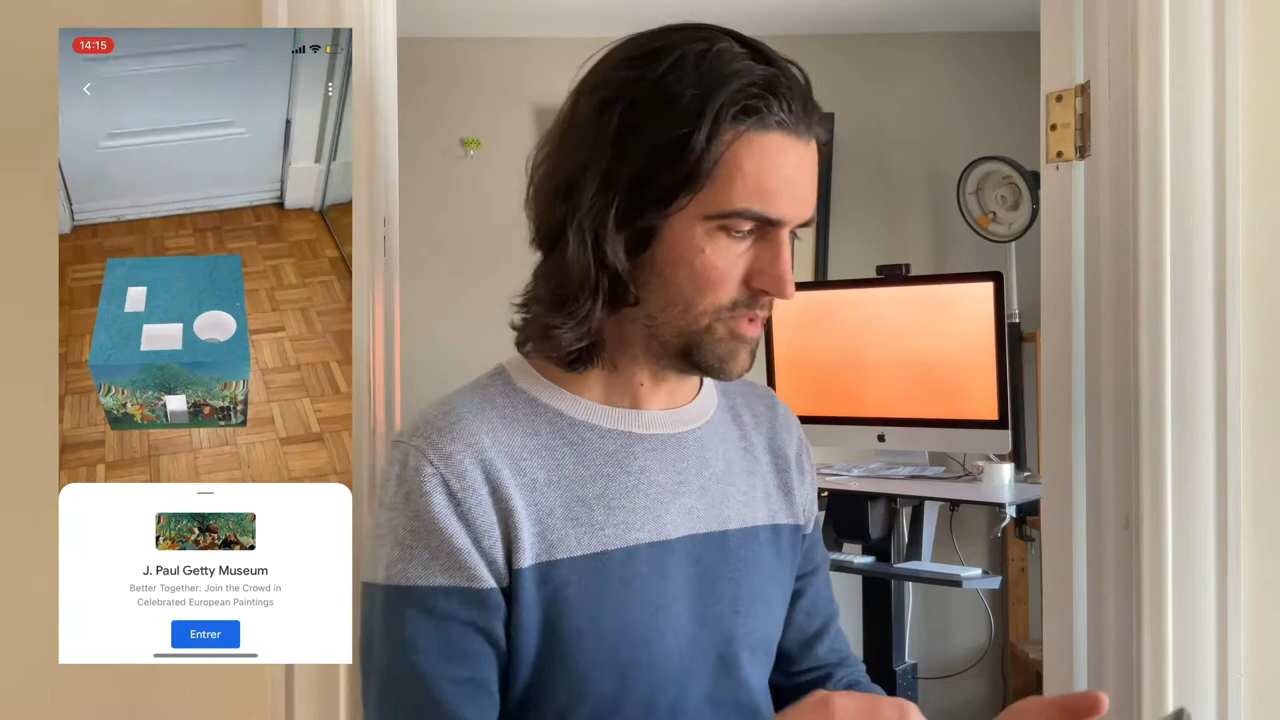 14:15
J. Paul Getty Museum
Better Together: Join the Crowd in
Celebrated European Paintings
Entrer